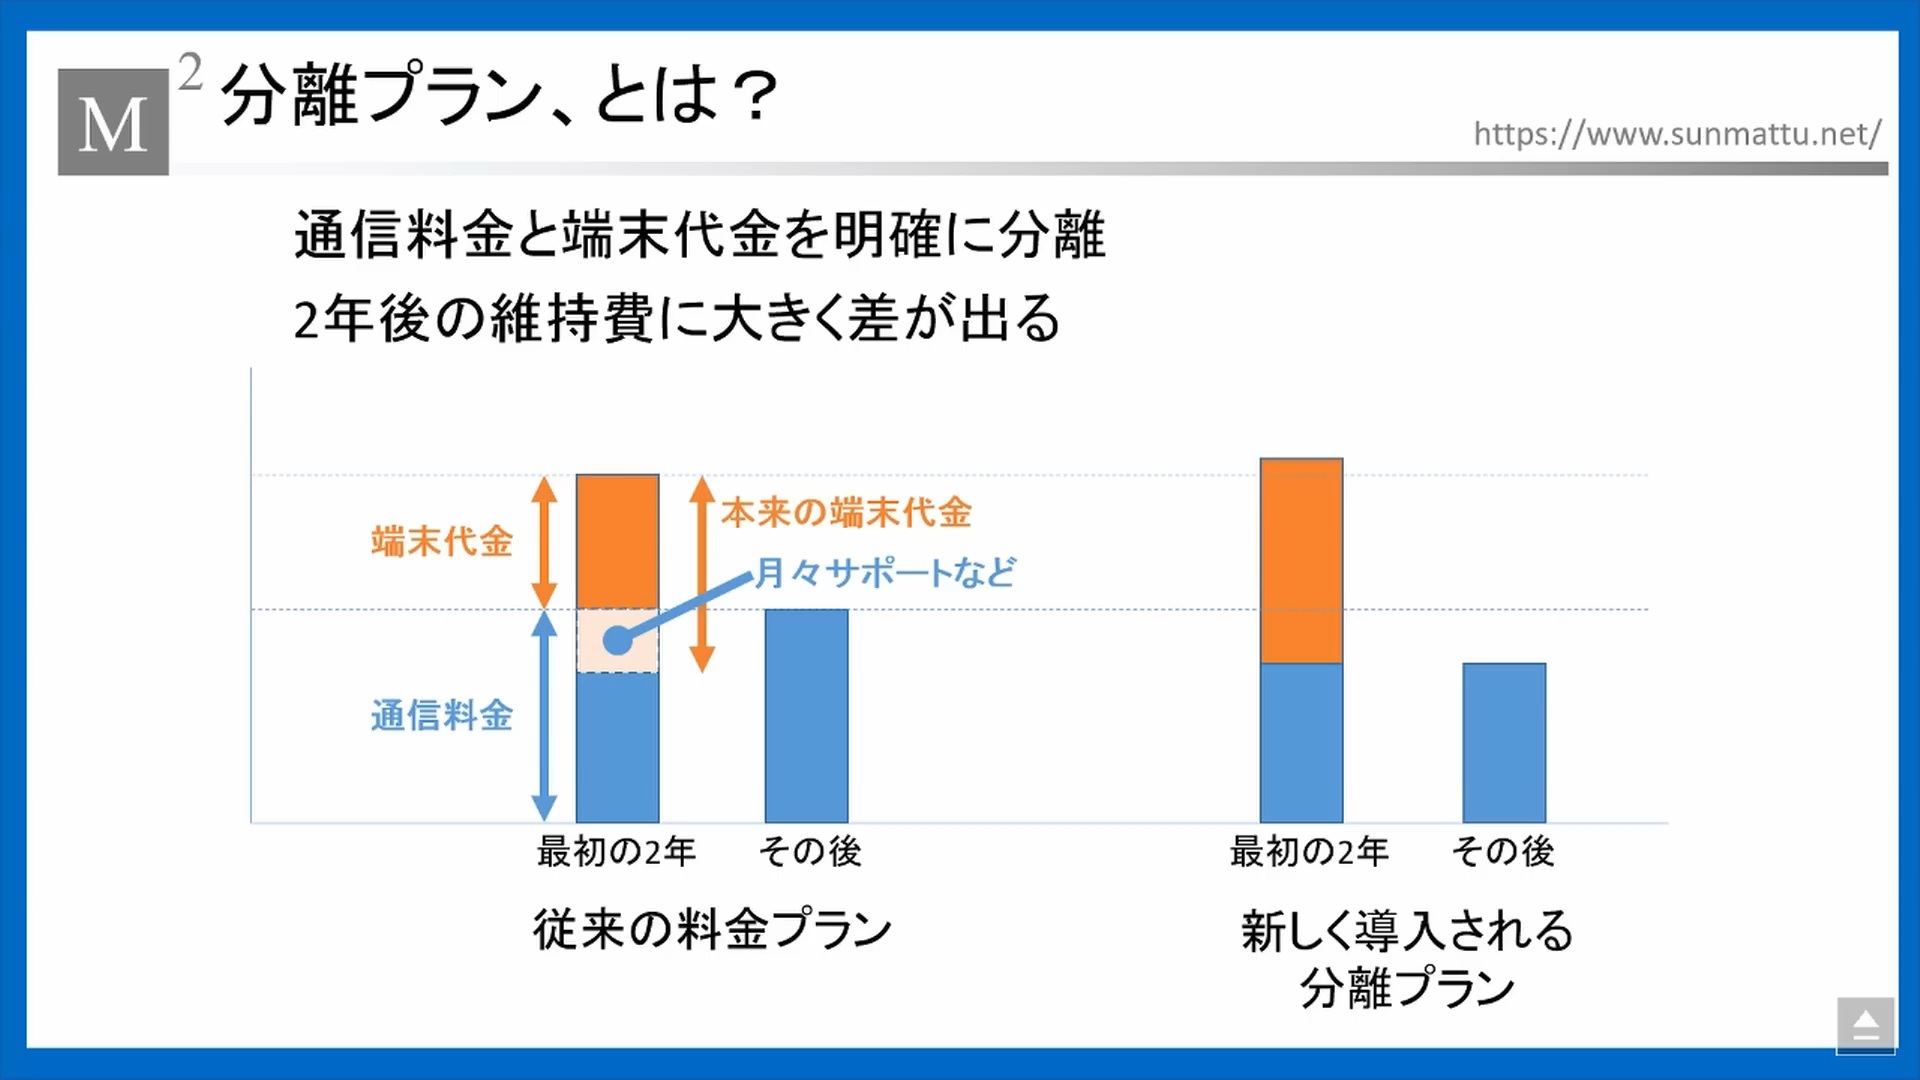 M
2
分離プラン、とは？
https://www.sunmattu.net/
通信料金と端末代金を明確に分離
2年後の維持費に大きく差が出る
端末代金
本来の端末代金
月々サポートなど
通信料金
最初の2年
その後
最初の2年
その後
従来の料金プラン
新しく導入される
分離プラン